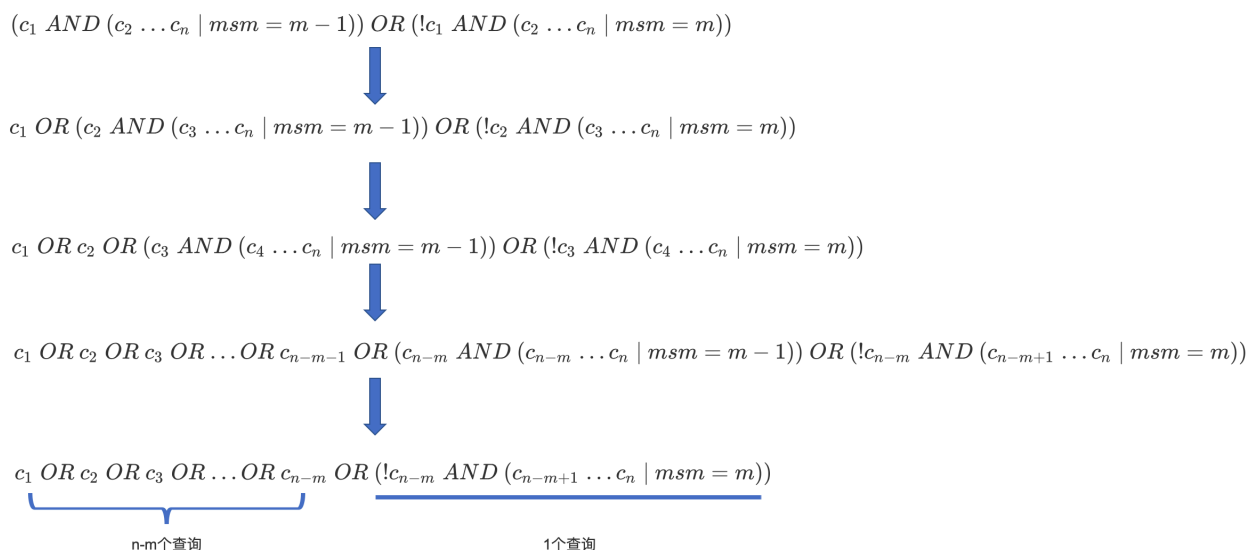 (c₁ AND (c₂ … cₙ | msm = m − 1)) OR (!c₁ AND (c₂ … cₙ | msm = m))
c₁ OR (c₂ AND (c₃ … cₙ | msm = m − 1)) OR (!c₂ AND (c₃ … cₙ | msm = m))
c₁ OR c₂ OR (c₃ AND (c₄ … cₙ | msm = m − 1)) OR (!c₃ AND (c₄ … cₙ | msm = m))
c₁ OR c₂ OR c₃ OR … OR cₙ₋ₘ₋₁ OR (cₙ₋ₘ AND (cₙ₋ₘ … cₙ | msm = m − 1)) OR (!cₙ₋ₘ AND (cₙ₋ₘ₊₁ … cₙ | msm = m))
c₁ OR c₂ OR c₃ OR … OR cₙ₋ₘ OR (!cₙ₋ₘ AND (cₙ₋ₘ₊₁ … cₙ | msm = m))
n-m个查询 1个查询